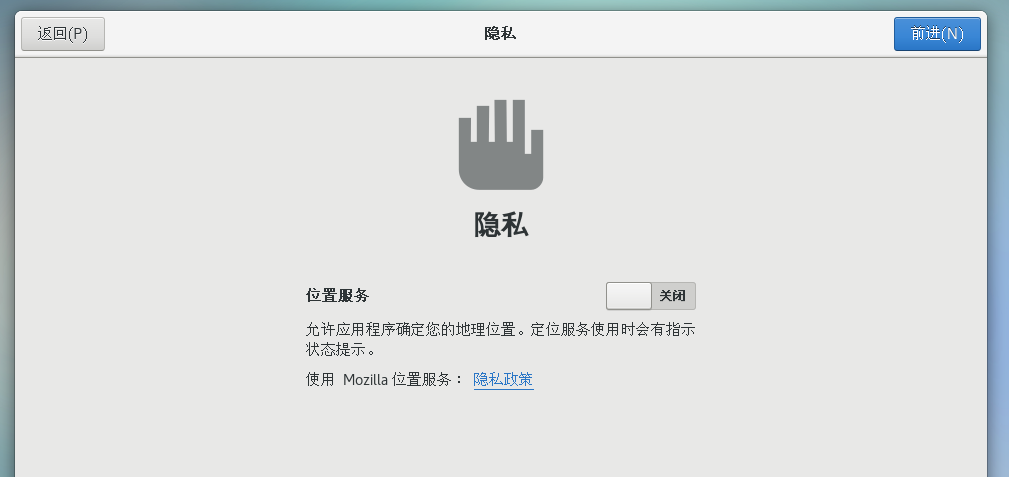 返回(P)
隐私
前进(N)
隐私
位置服务
关闭
允许应用程序确定您的地理位置。定位服务使用时会有指示
状态提示。
使用 Mozilla 位置服务： 隐私政策